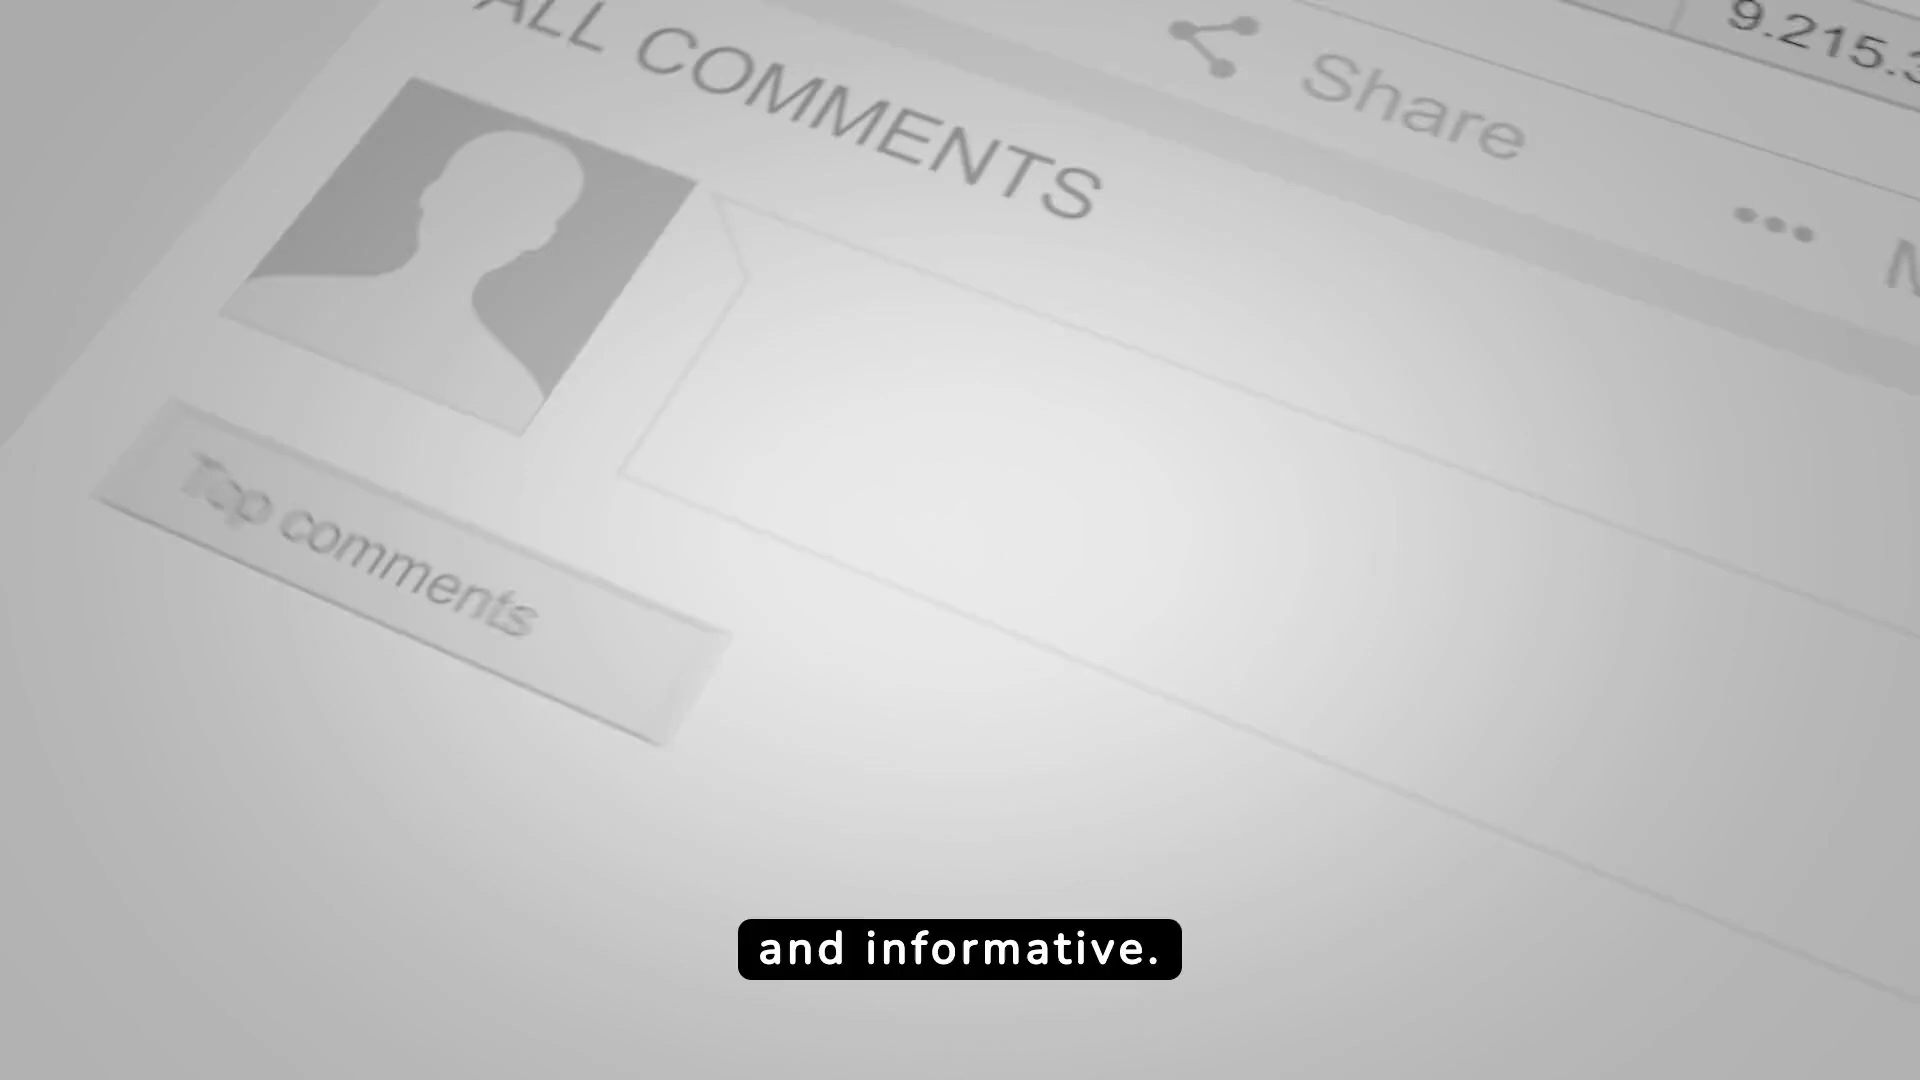 9.215.3
Share
ALL COMMENTS
Top comments
and informative.